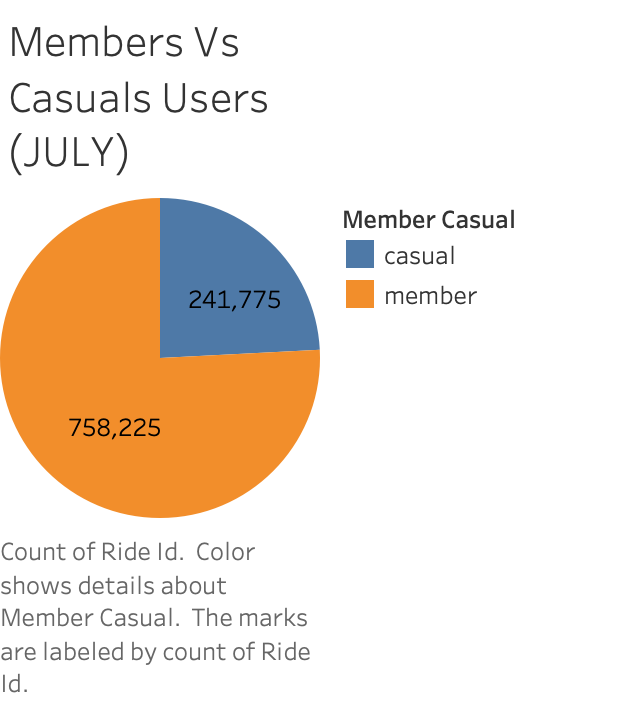 Members Vs
Casuals Users
(JULY)
Member Casual
casual
member
241,775
758,225
Count of Ride Id.  Color
shows details about
Member Casual.  The marks
are labeled by count of Ride
Id.